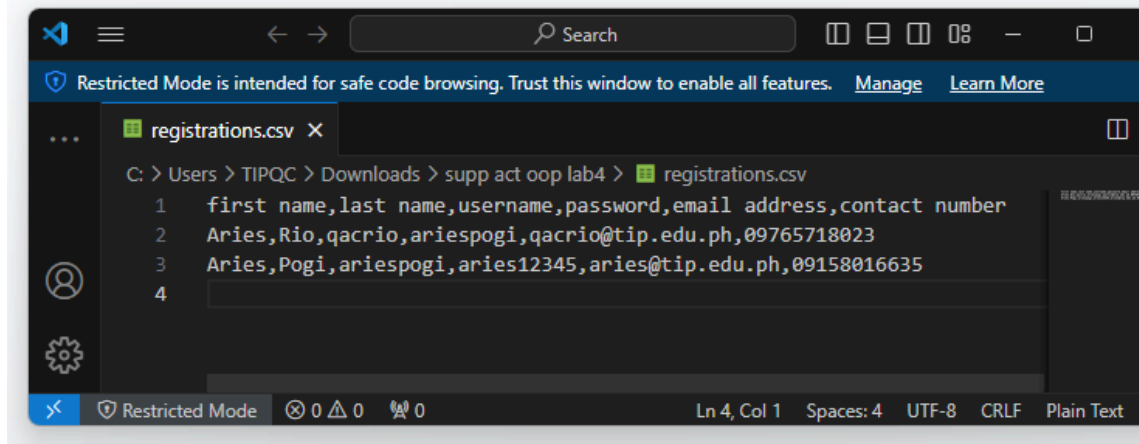 Search
Restricted Mode is intended for safe code browsing. Trust this window to enable all features. Manage Learn More
registrations.csv
C: > Users > TIPQC > Downloads > supp act oop lab4 > registrations.csv
1 first name,last name,username,password,email address,contact number
2 Aries,Rio,qacrio,ariespogi,qacrio@tip.edu.ph,09765718023
3 Aries,Pogi,ariespogi,aries12345,aries@tip.edu.ph,09158016635
4
Restricted Mode 0 0 0 Ln 4, Col 1 Spaces: 4 UTF-8 CRLF Plain Text